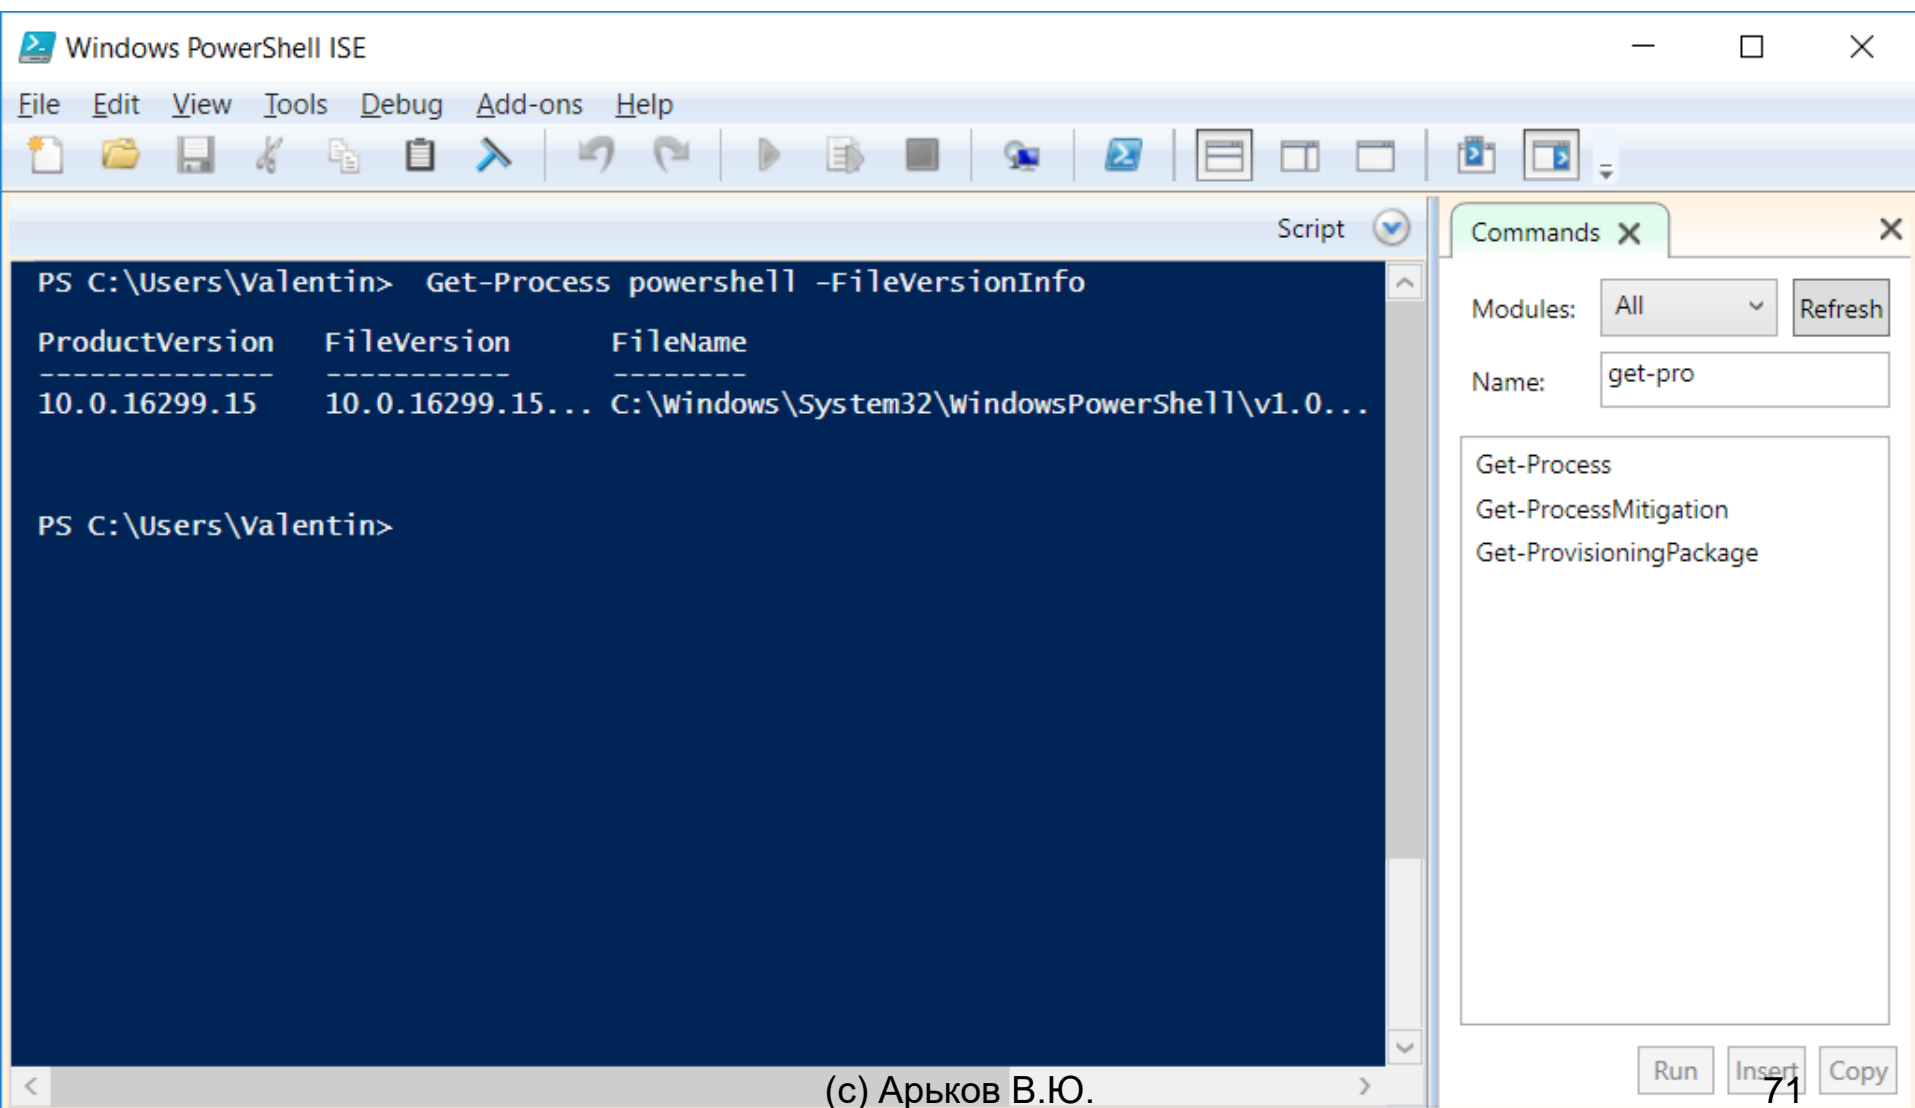 Windows PowerShell ISE
File Edit View Tools Debug Add-ons Help
Script
PS C:\Users\Valentin>  Get-Process powershell -FileVersionInfo
ProductVersion   FileVersion      FileName
--------------   -----------      --------
10.0.16299.15    10.0.16299.15... C:\Windows\System32\WindowsPowerShell\v1.0...
PS C:\Users\Valentin>
Commands
Modules: All Refresh
Name: get-pro
Get-Process
Get-ProcessMitigation
Get-ProvisioningPackage
Run Insert Copy
(c) Арьков В.Ю.
71